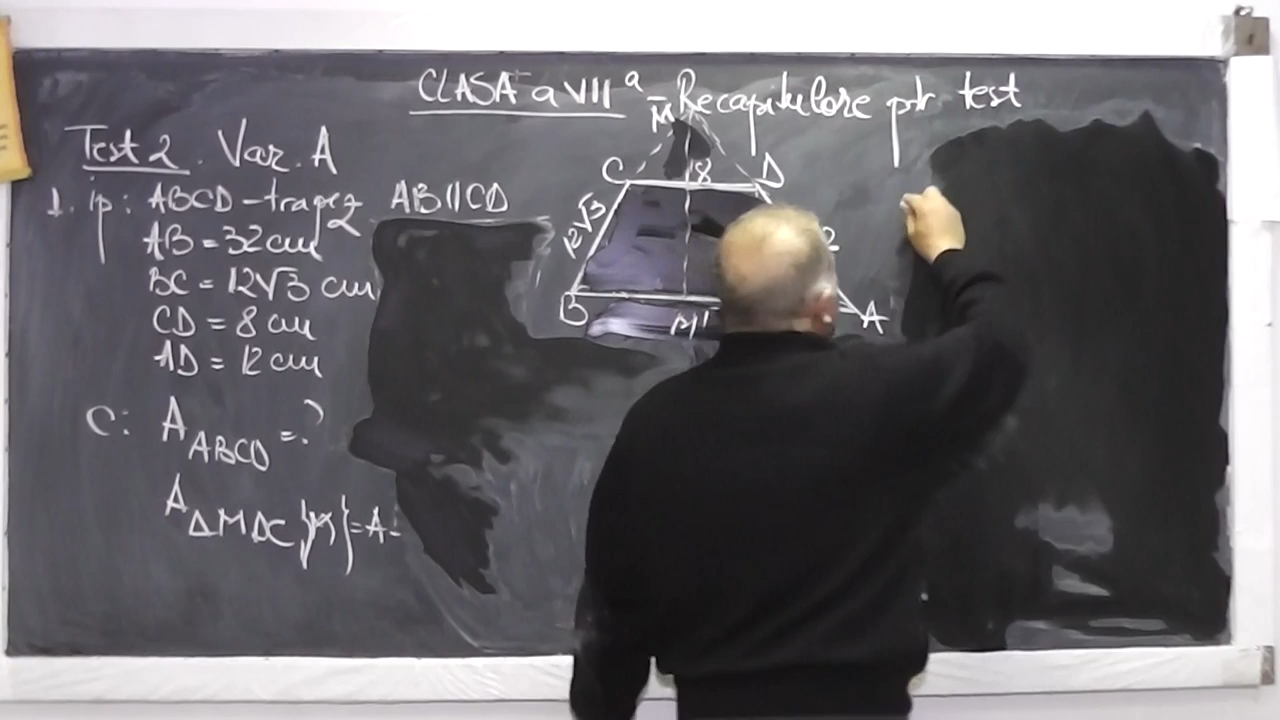 CLASA a VII a - Recapitulare ptr test
Test 2. Var. A
1. ip: ABCD - trapez AB || CD
AB = 32 cm
BC = 12√3 cm
CD = 8 cm
AD = 12 cm
C: A ABCD = ?
A ΔMDC {M} = A
M
C 8 D
12√3
2
B M' A